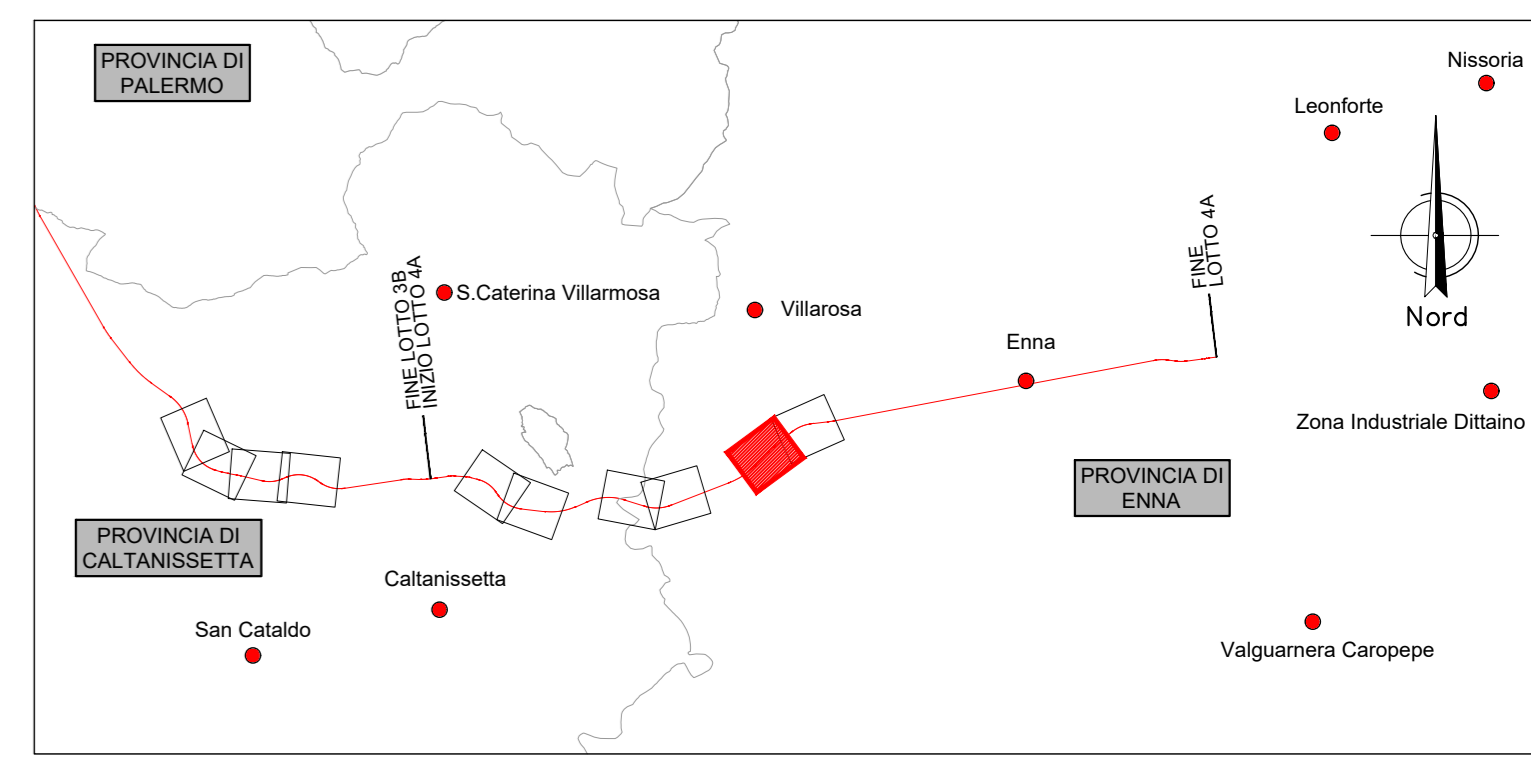 PROVINCIA DI
PALERMO
Nissoria
Leonforte
FINE
LOTTO 4A
Nord
FINE LOTTO 3B
INIZIO LOTTO 4A
S.Caterina Villarmosa
Villarosa
Enna
Zona Industriale Dittaino
PROVINCIA DI
ENNA
PROVINCIA DI
CALTANISSETTA
Caltanissetta
San Cataldo
Valguarnera Caropepe